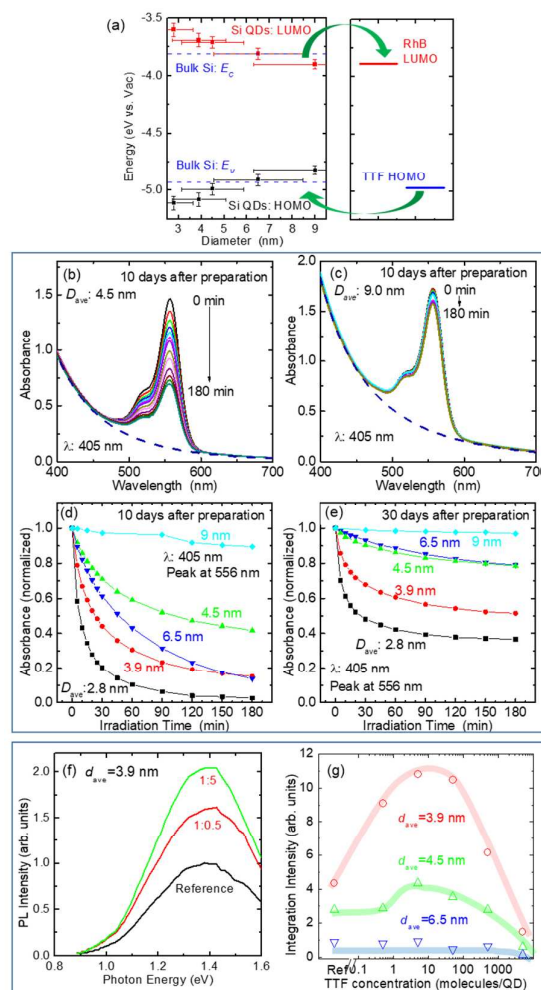 (a)
Si QDs: LUMO
RhB
LUMO
Bulk Si: Ec
Bulk Si: Eυ
TTF HOMO
Si QDs: HOMO
-3.5
-4.0
-4.5
-5.0
Energy (eV vs. Vac)
3 4 5 6 7 8 9
Diameter (nm)
(b) 10 days after preparation
Dave: 4.5 nm
0 min
180 min
λ: 405 nm
1.5
1.0
0.5
0.0
Absorbance
400 500 600 700
Wavelength (nm)
(c) 10 days after preparation
Dave: 9.0 nm
0 min
180 min
λ: 405 nm
2.0
1.5
1.0
0.5
0.0
Absorbance
400 500 600 700
Wavelength (nm)
(d) 10 days after preparation
9 nm
λ: 405 nm
Peak at 556 nm
4.5 nm
6.5 nm
3.9 nm
Dave: 2.8 nm
1.0
0.8
0.6
0.4
0.2
0.0
Absorbance (normalized)
0 30 60 90 120 150 180
Irradiation Time (min)
(e) 30 days after preparation
6.5 nm
9 nm
4.5 nm
3.9 nm
Dave: 2.8 nm
λ: 405 nm
Peak at 556 nm
1.0
0.8
0.6
0.4
0.2
0.0
Absorbance (normalized)
0 30 60 90 120 150 180
Irradiation Time (min)
(f) dave=3.9 nm
1:5
1:0.5
Reference
2.0
1.5
1.0
0.5
0.0
PL Intensity (arb. units)
0.8 1.0 1.2 1.4 1.6
Photon Energy (eV)
(g)
dave=3.9 nm
dave=4.5 nm
dave=6.5 nm
12
10
8
6
4
2
0
Integration Intensity (arb. units)
Ref. 0.1 1 10 100 1000
TTF concentration (molecules/QD)